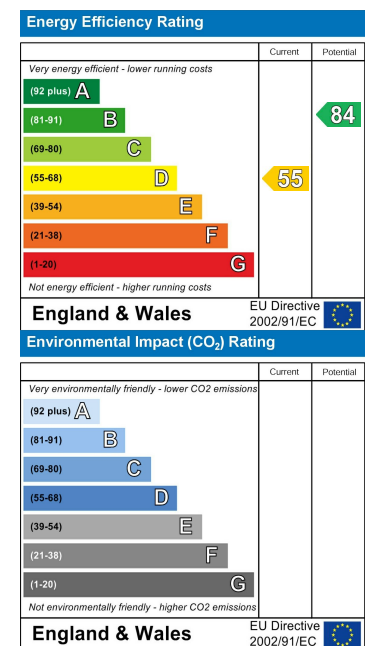 Energy Efficiency Rating
Current Potential
Very energy efficient - lower running costs
(92 plus) A
(81-91) B
84
(69-80) C
(55-68) D
55
(39-54) E
(21-38) F
(1-20) G
Not energy efficient - higher running costs
England & Wales
EU Directive
2002/91/EC
Environmental Impact (CO₂) Rating
Current Potential
Very environmentally friendly - lower CO2 emissions
(92 plus) A
(81-91) B
(69-80) C
(55-68) D
(39-54) E
(21-38) F
(1-20) G
Not environmentally friendly - higher CO2 emissions
England & Wales
EU Directive
2002/91/EC